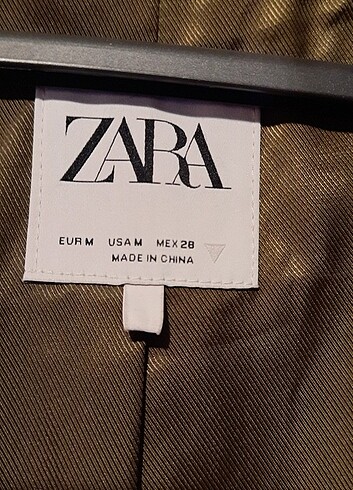 ZARA
EUR M USA M MEX 28
MADE IN CHINA